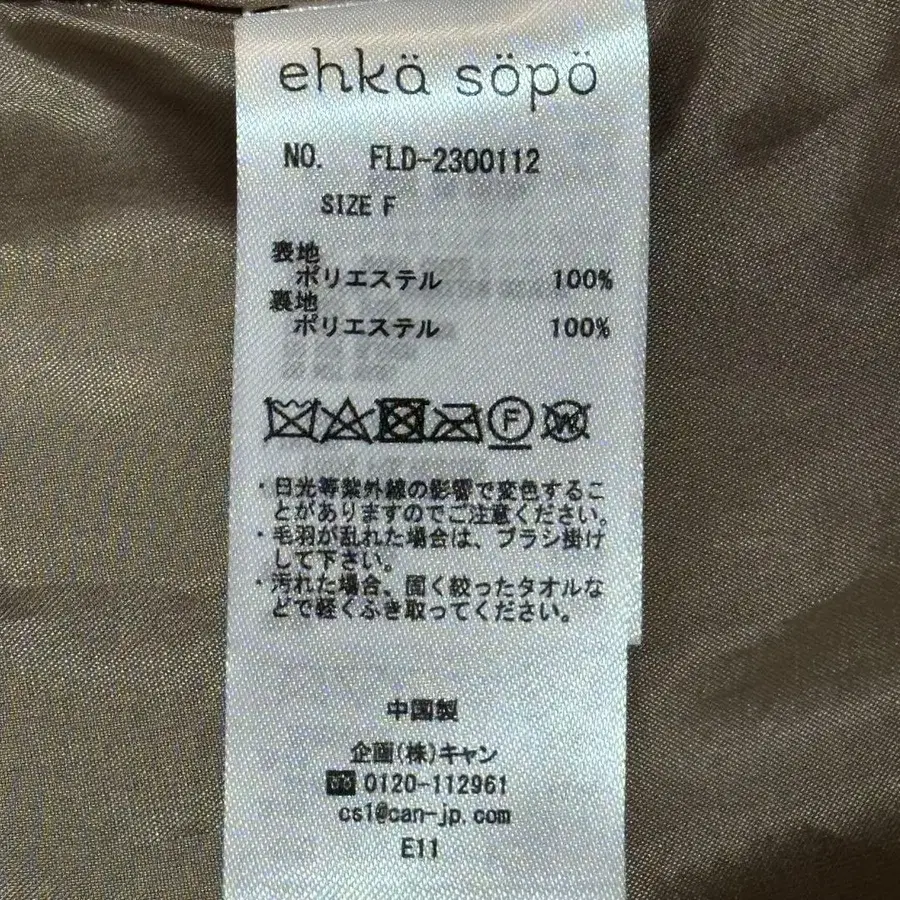 ehkä söpö
NO. FLD-2300112
SIZE F
表地
ポリエステル 100%
裏地
ポリエステル 100%
F W
・日光等紫外線の影響で変色するこ
とがありますのでご注意ください。
・毛羽が乱れた場合は、ブラシ掛け
して下さい。
・汚れた場合、固く絞ったタオルな
どで軽くふき取ってください。
中国製
企画(株)キャン
0120-112961
cs1@can-jp.com
E11